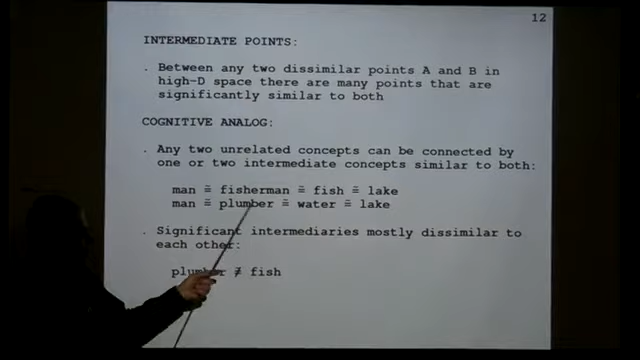 12
INTERMEDIATE POINTS:
. Between any two dissimilar points A and B in
high-D space there are many points that are
significantly similar to both
COGNITIVE ANALOG:
. Any two unrelated concepts can be connected by
one or two intermediate concepts similar to both:
man ≅ fisherman ≅ fish ≅ lake
man ≅ plumber ≅ water ≅ lake
. Significant intermediaries mostly dissimilar to
each other:
plumber ≇ fish